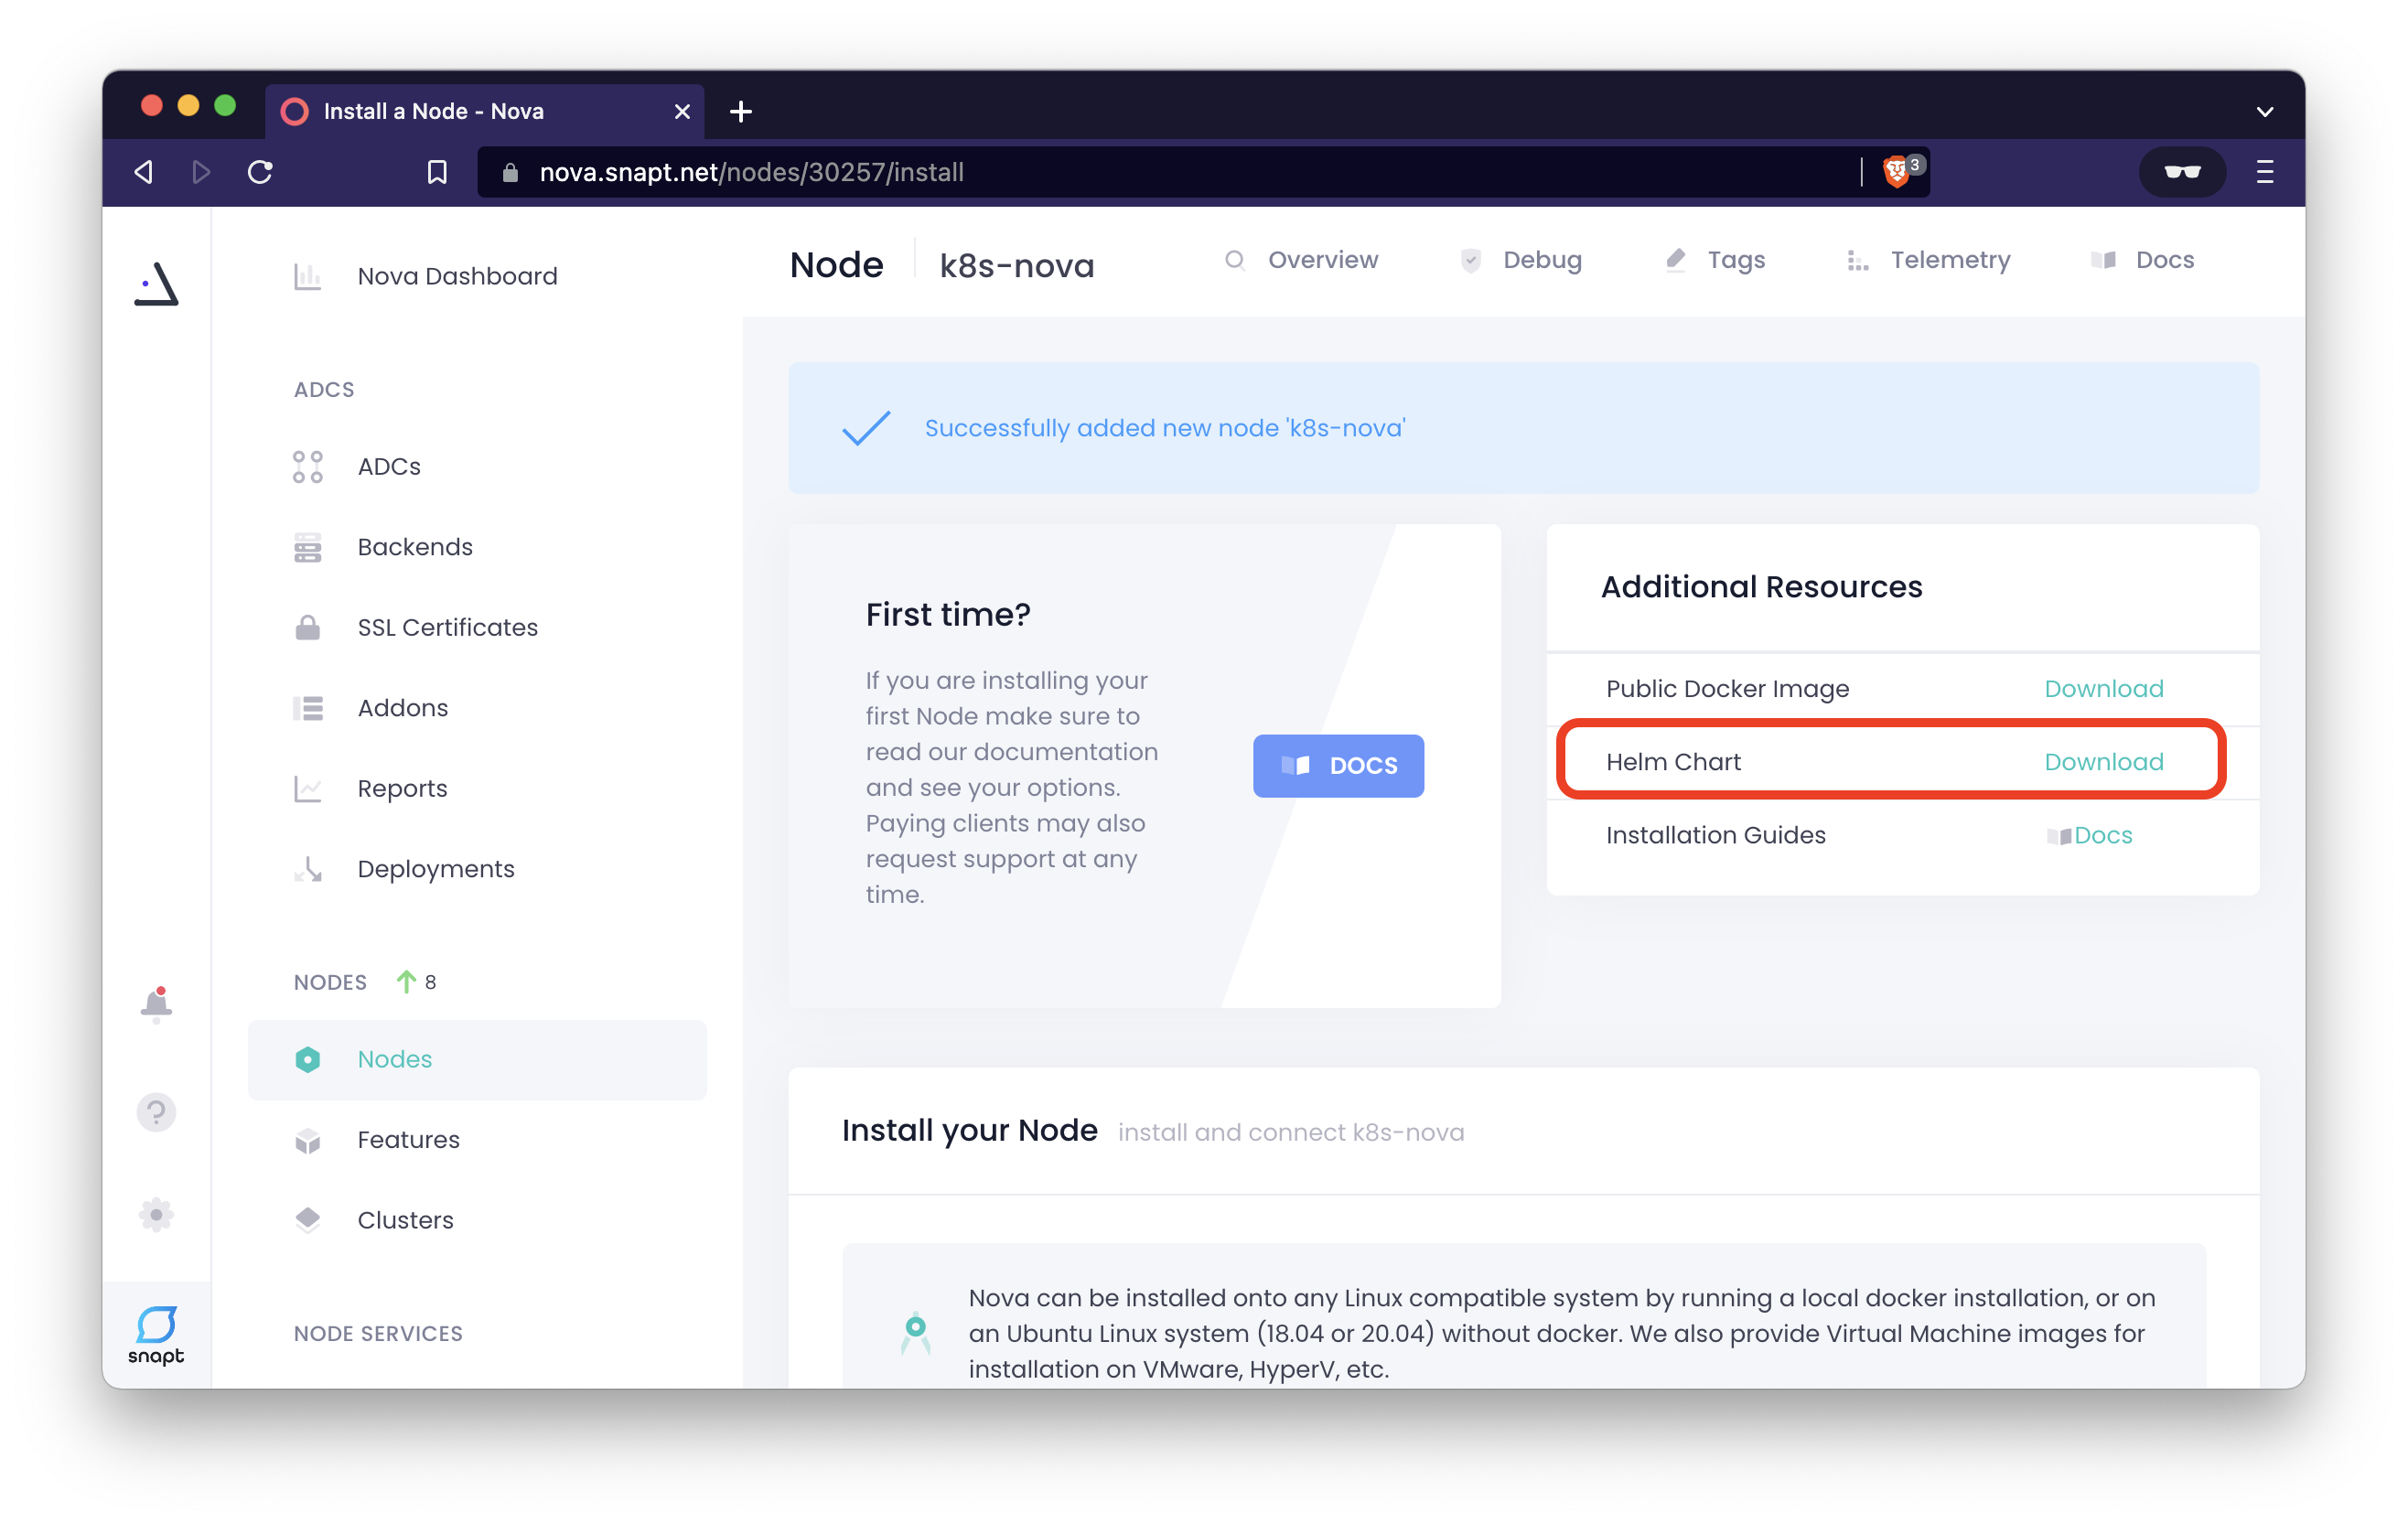 Install a Node - Nova
nova.snapt.net/nodes/30257/install
3
Nova Dashboard
ADCS
ADCs
Backends
SSL Certificates
Addons
Reports
Deployments
NODES 8
Nodes
Features
Clusters
NODE SERVICES
snapt
Node k8s-nova
Overview
Debug
Tags
Telemetry
Docs
Successfully added new node 'k8s-nova'
First time?
If you are installing your
first Node make sure to
read our documentation
and see your options.
Paying clients may also
request support at any
time.
DOCS
Additional Resources
Public Docker Image Download
Helm Chart Download
Installation Guides Docs
Install your Node install and connect k8s-nova
Nova can be installed onto any Linux compatible system by running a local docker installation, or on
an Ubuntu Linux system (18.04 or 20.04) without docker. We also provide Virtual Machine images for
installation on VMware, HyperV, etc.